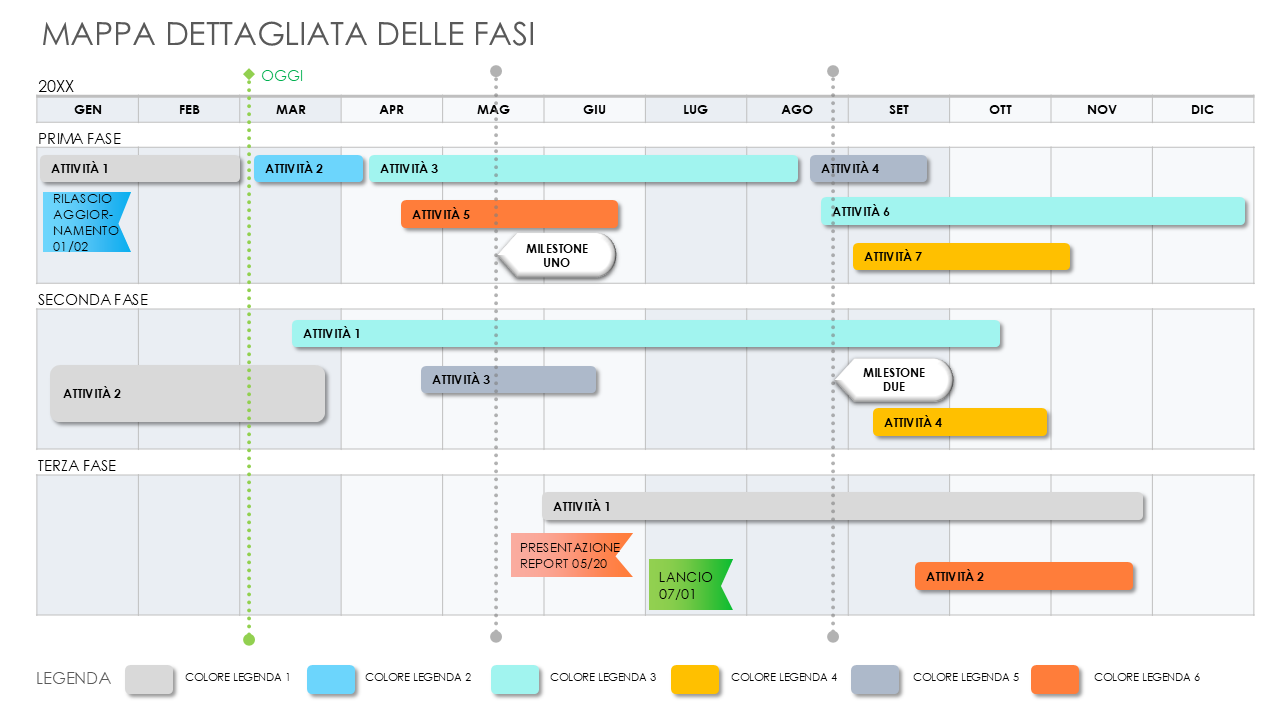 MAPPA DETTAGLIATA DELLE FASI
OGGI
20XX
GEN FEB MAR APR MAG GIU LUG AGO SET OTT NOV DIC
PRIMA FASE
ATTIVITÀ 1 ATTIVITÀ 2 ATTIVITÀ 3 ATTIVITÀ 4
RILASCIO
AGGIOR-
NAMENTO
01/02
ATTIVITÀ 5
ATTIVITÀ 6
MILESTONE
UNO
ATTIVITÀ 7
SECONDA FASE
ATTIVITÀ 1
ATTIVITÀ 2
ATTIVITÀ 3
MILESTONE
DUE
ATTIVITÀ 4
TERZA FASE
ATTIVITÀ 1
PRESENTAZIONE
REPORT 05/20
LANCIO
07/01
ATTIVITÀ 2
LEGENDA COLORE LEGENDA 1 COLORE LEGENDA 2 COLORE LEGENDA 3 COLORE LEGENDA 4 COLORE LEGENDA 5 COLORE LEGENDA 6